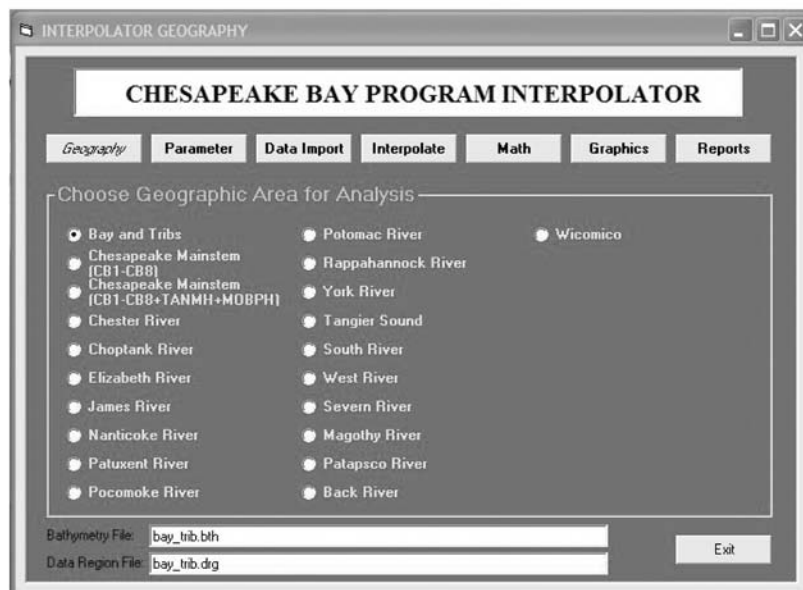 INTERPOLATOR GEOGRAPHY
CHESAPEAKE BAY PROGRAM INTERPOLATOR
Geography Parameter Data Import Interpolate Math Graphics Reports
Choose Geographic Area for Analysis
Bay and Tribs
Chesapeake Mainstem
(CB1-CB8)
Chesapeake Mainstem
(CB1-CB8+TANMH+MOBPH)
Chester River
Choptank River
Elizabeth River
James River
Nanticoke River
Patuxent River
Pocomoke River
Potomac River
Rappahannock River
York River
Tangier Sound
South River
West River
Severn River
Magothy River
Patapsco River
Back River
Wicomico
Bathymetry File: bay_trib.bth
Data Region File: bay_trib.drg
Exit